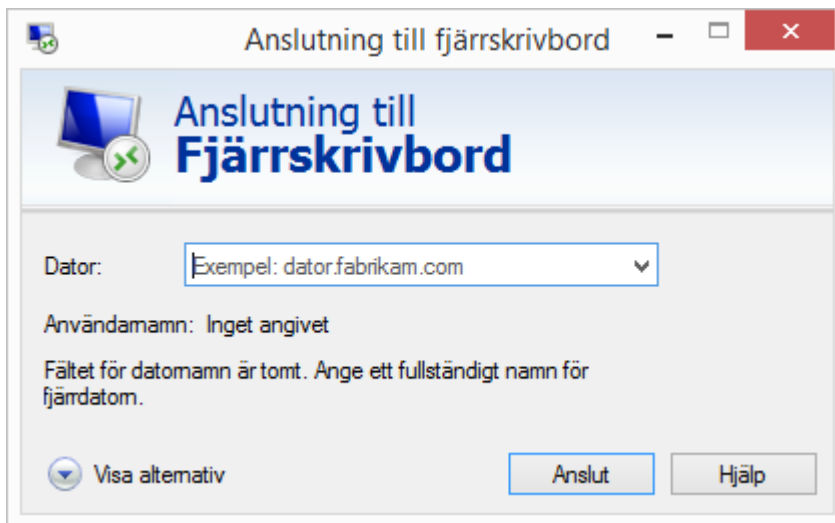 Anslutning till fjärrskrivbord
Anslutning till
Fjärrskrivbord
Dator: Exempel: dator.fabrikam.com
Användarnamn: Inget angivet
Fältet för datornamn är tomt. Ange ett fullständigt namn för
fjärrdatorn.
Visa alternativ Anslut Hjälp